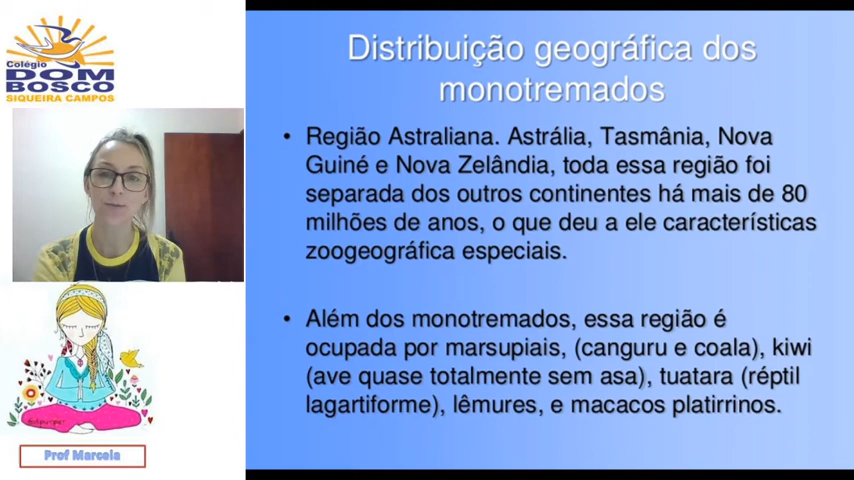 Colégio
DOM
BOSCO
SIQUEIRA CAMPOS
Prof Marcela
Distribuição geográfica dos
monotremados
• Região Astraliana. Astrália, Tasmânia, Nova
Guiné e Nova Zelândia, toda essa região foi
separada dos outros continentes há mais de 80
milhões de anos, o que deu a ele características
zoogeográfica especiais.
• Além dos monotremados, essa região é
ocupada por marsupiais, (canguru e coala), kiwi
(ave quase totalmente sem asa), tuatara (réptil
lagartiforme), lêmures, e macacos platirrinos.